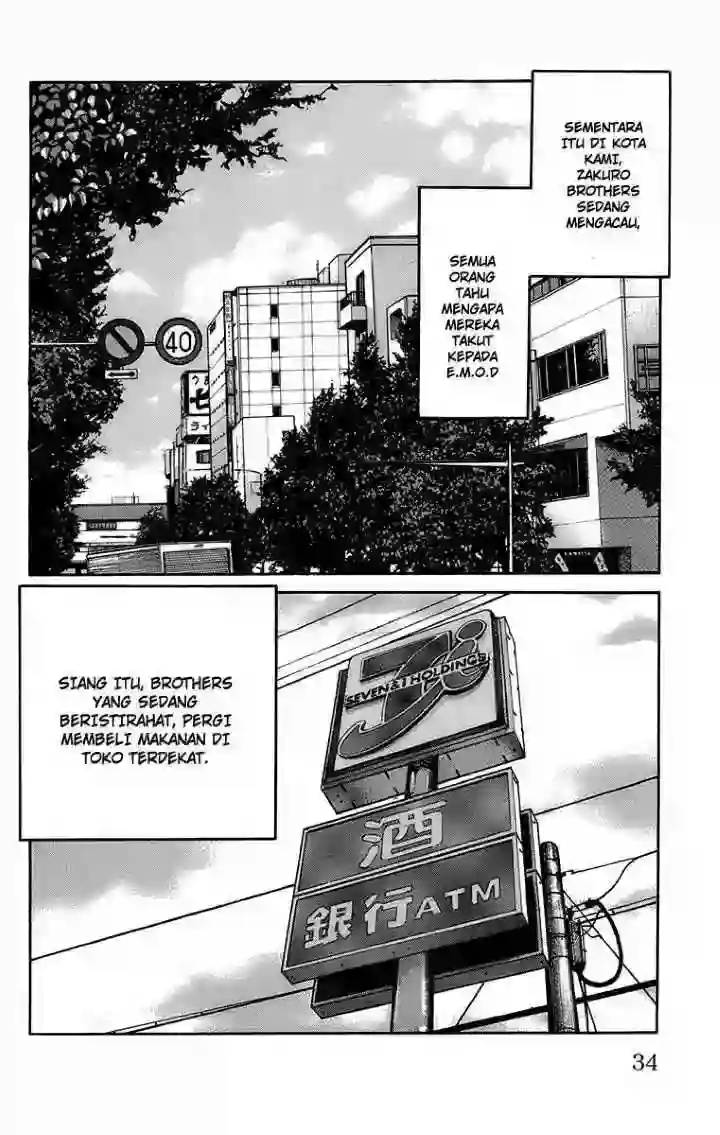 SEMENTARA
ITU DI KOTA
KAMI,
ZAKURO
BROTHERS
SEDANG
MENGACAU,
SEMUA
ORANG
TAHU
MENGAPA
MEREKA
TAKUT
KEPADA
E.M.O.D
40
SIANG ITU, BROTHERS
YANG SEDANG
BERISTIRAHAT, PERGI
MEMBELI MAKANAN DI
TOKO TERDEKAT.
SEVEN & I HOLDINGS
酒
銀行ATM
34